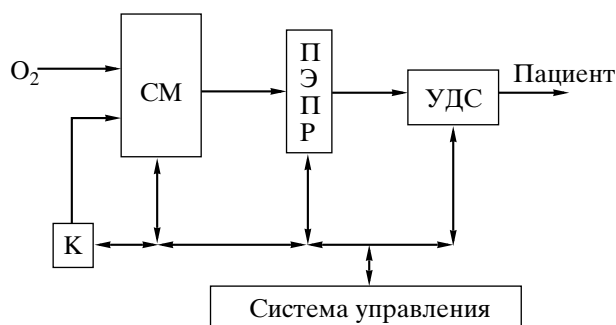 O₂
СМ
П
Э
П
Р
УДС
Пациент
К
Система управления